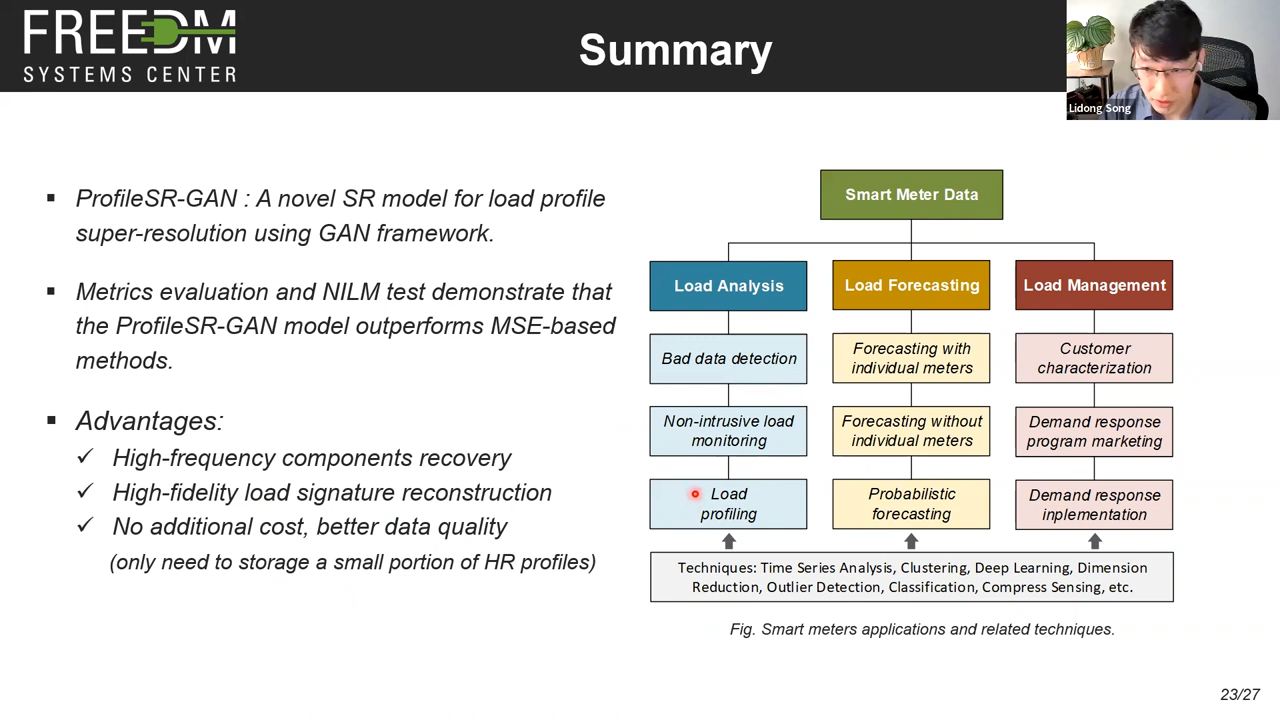 FREEDM
SYSTEMS CENTER
Summary
Lidong Song
▪ ProfileSR-GAN : A novel SR model for load profile
super-resolution using GAN framework.
▪ Metrics evaluation and NILM test demonstrate that
the ProfileSR-GAN model outperforms MSE-based
methods.
▪ Advantages:
✓ High-frequency components recovery
✓ High-fidelity load signature reconstruction
✓ No additional cost, better data quality
(only need to storage a small portion of HR profiles)
Smart Meter Data
Load Analysis
Bad data detection
Non-intrusive load
monitoring
Load
profiling
Load Forecasting
Forecasting with
individual meters
Forecasting without
individual meters
Probabilistic
forecasting
Load Management
Customer
characterization
Demand response
program marketing
Demand response
inplementation
Techniques: Time Series Analysis, Clustering, Deep Learning, Dimension
Reduction, Outlier Detection, Classification, Compress Sensing, etc.
Fig. Smart meters applications and related techniques.
23/27